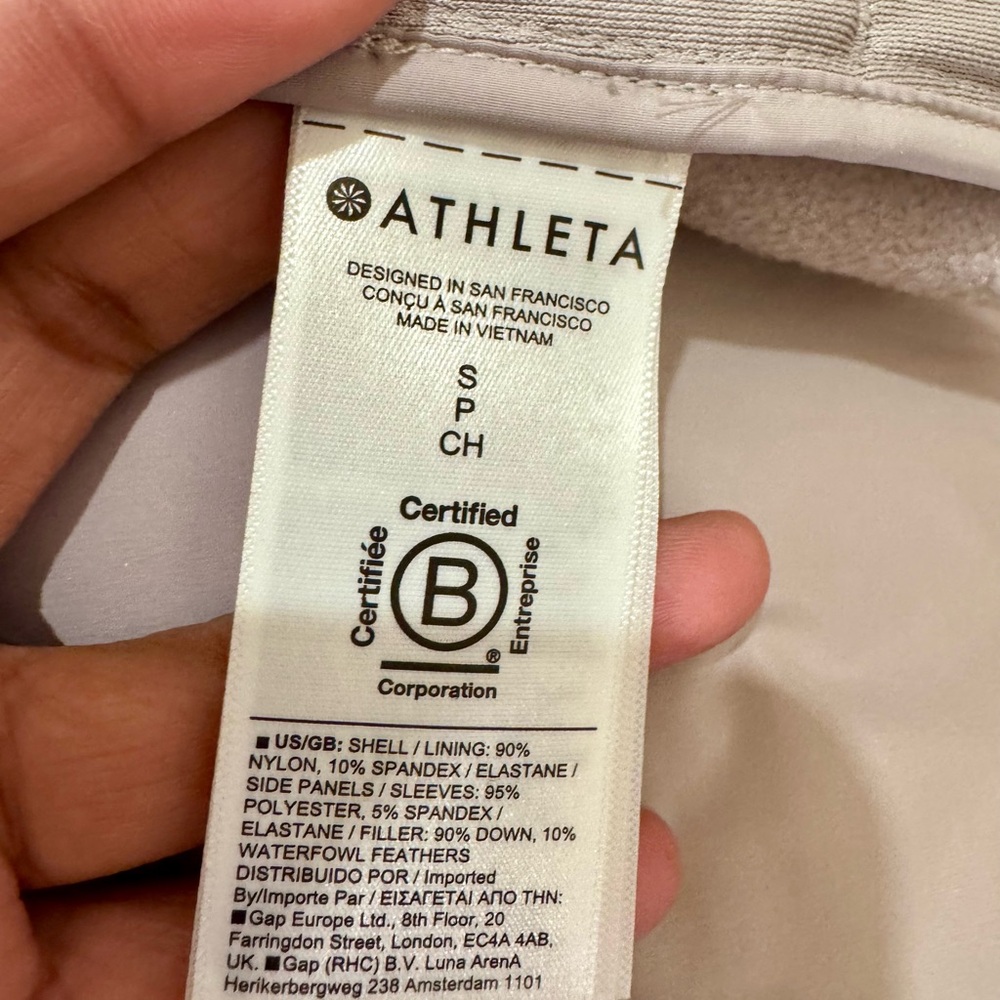 ATHLETA
DESIGNED IN SAN FRANCISCO
CONÇU À SAN FRANCISCO
MADE IN VIETNAM
S
P
CH
Certified
Certifiée
B
Entreprise
®
Corporation
■ US/GB: SHELL / LINING: 90%
NYLON, 10% SPANDEX / ELASTANE /
SIDE PANELS / SLEEVES: 95%
POLYESTER, 5% SPANDEX /
ELASTANE / FILLER: 90% DOWN, 10%
WATERFOWL FEATHERS
DISTRIBUIDO POR / Imported
By/Importe Par / ΕΙΣΑΓΕΤΑΙ ΑΠΟ ΤΗΝ:
■ Gap Europe Ltd., 8th Floor, 20
Farringdon Street, London, EC4A 4AB,
UK. ■ Gap (RHC) B.V. Luna ArenA
Herikerbergweg 238 Amsterdam 1101